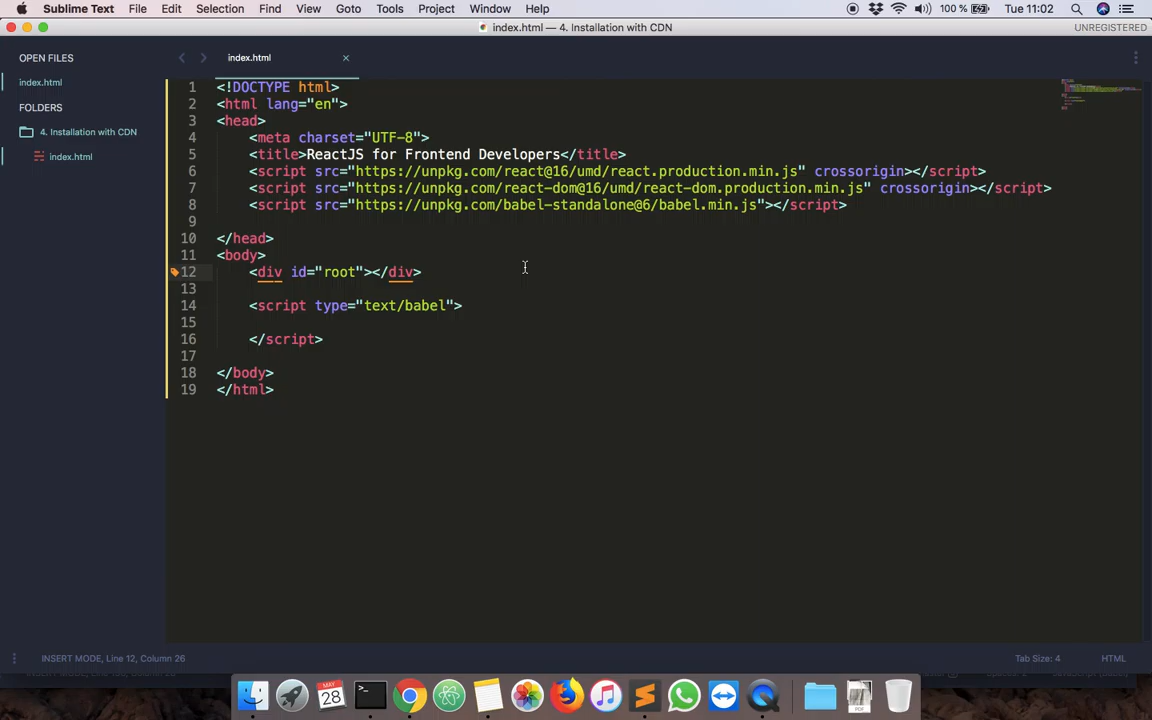 Sublime Text File Edit Selection Find View Goto Tools Project Window Help 100 % Tue 11:02
index.html — 4. Installation with CDN UNREGISTERED
OPEN FILES
index.html
FOLDERS
4. Installation with CDN
index.html
index.html
1 <!DOCTYPE html>
2 <html lang="en">
3 <head>
4 <meta charset="UTF-8">
5 <title>ReactJS for Frontend Developers</title>
6 <script src="https://unpkg.com/react@16/umd/react.production.min.js" crossorigin></script>
7 <script src="https://unpkg.com/react-dom@16/umd/react-dom.production.min.js" crossorigin></script>
8 <script src="https://unpkg.com/babel-standalone@6/babel.min.js"></script>
9
10 </head>
11 <body>
12 <div id="root"></div>
13
14 <script type="text/babel">
15
16 </script>
17
18 </body>
19 </html>
INSERT MODE, Line 12, Column 26 Tab Size: 4 HTML
MAY
28
PDF